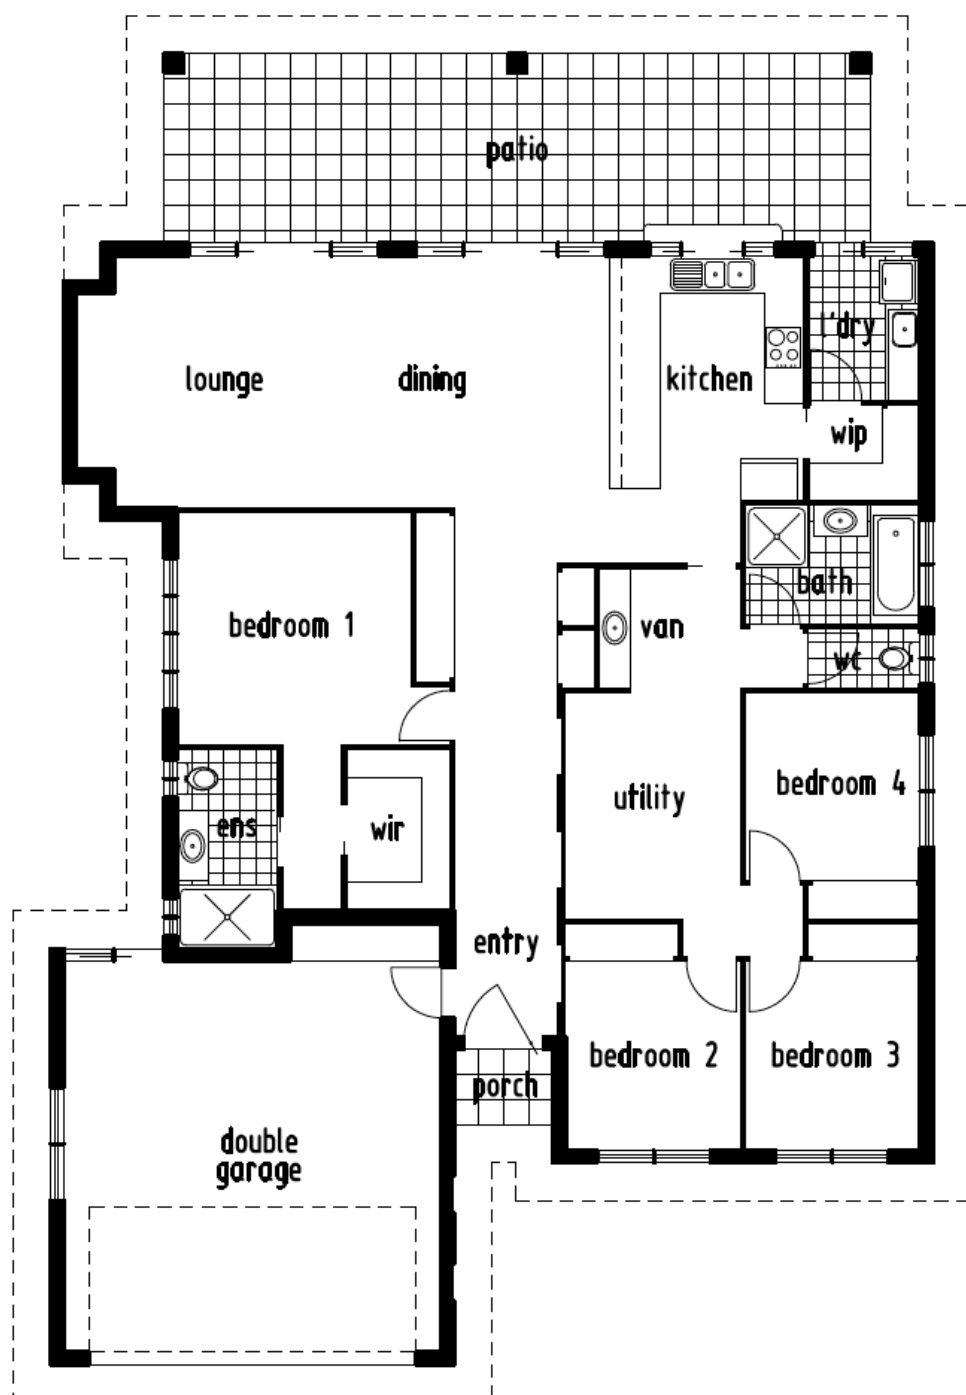 patio
l'dry
lounge
dining
kitchen
wip
bath
bedroom 1
van
wc
bedroom 4
utility
ens
wir
entry
bedroom 2
bedroom 3
porch
double
garage